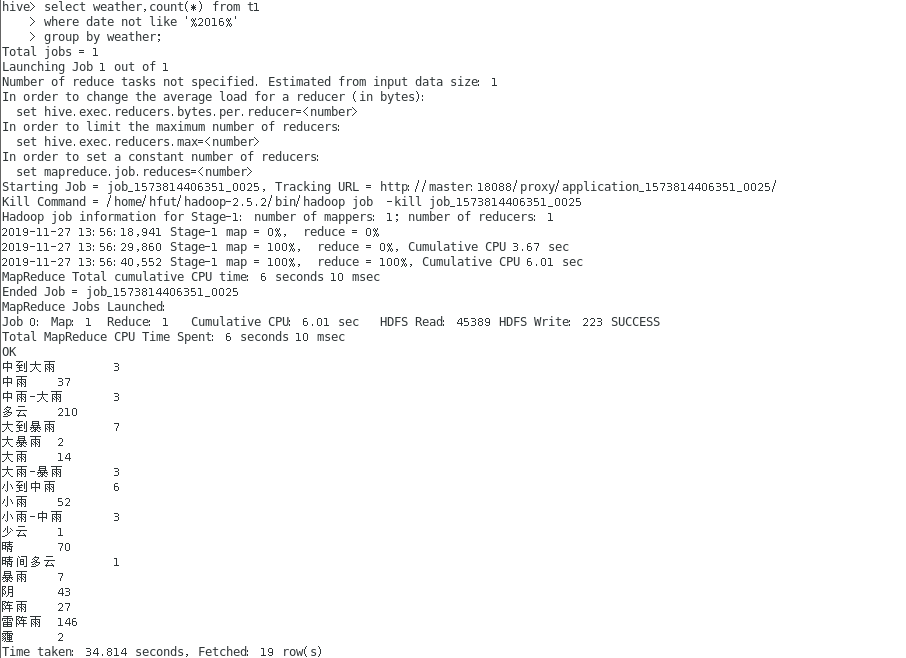 hive> select weather,count(*) from t1
    > where date not like '%2016%'
    > group by weather;
Total jobs = 1
Launching Job 1 out of 1
Number of reduce tasks not specified. Estimated from input data size: 1
In order to change the average load for a reducer (in bytes):
  set hive.exec.reducers.bytes.per.reducer=<number>
In order to limit the maximum number of reducers:
  set hive.exec.reducers.max=<number>
In order to set a constant number of reducers:
  set mapreduce.job.reduces=<number>
Starting Job = job_1573814406351_0025, Tracking URL = http://master:18088/proxy/application_1573814406351_0025/
Kill Command = /home/hfut/hadoop-2.5.2/bin/hadoop job  -kill job_1573814406351_0025
Hadoop job information for Stage-1: number of mappers: 1; number of reducers: 1
2019-11-27 13:56:18,941 Stage-1 map = 0%,  reduce = 0%
2019-11-27 13:56:29,860 Stage-1 map = 100%,  reduce = 0%, Cumulative CPU 3.67 sec
2019-11-27 13:56:40,552 Stage-1 map = 100%,  reduce = 100%, Cumulative CPU 6.01 sec
MapReduce Total cumulative CPU time: 6 seconds 10 msec
Ended Job = job_1573814406351_0025
MapReduce Jobs Launched:
Job 0: Map: 1  Reduce: 1   Cumulative CPU: 6.01 sec   HDFS Read: 45389 HDFS Write: 223 SUCCESS
Total MapReduce CPU Time Spent: 6 seconds 10 msec
OK
中到大雨	3
中雨	37
中雨-大雨	3
多云	210
大到暴雨	7
大暴雨	2
大雨	14
大雨-暴雨	3
小到中雨	6
小雨	52
小雨-中雨	3
少云	1
晴	70
晴间多云	1
暴雨	7
阴	43
阵雨	27
雷阵雨	146
霾	2
Time taken: 34.814 seconds, Fetched: 19 row(s)